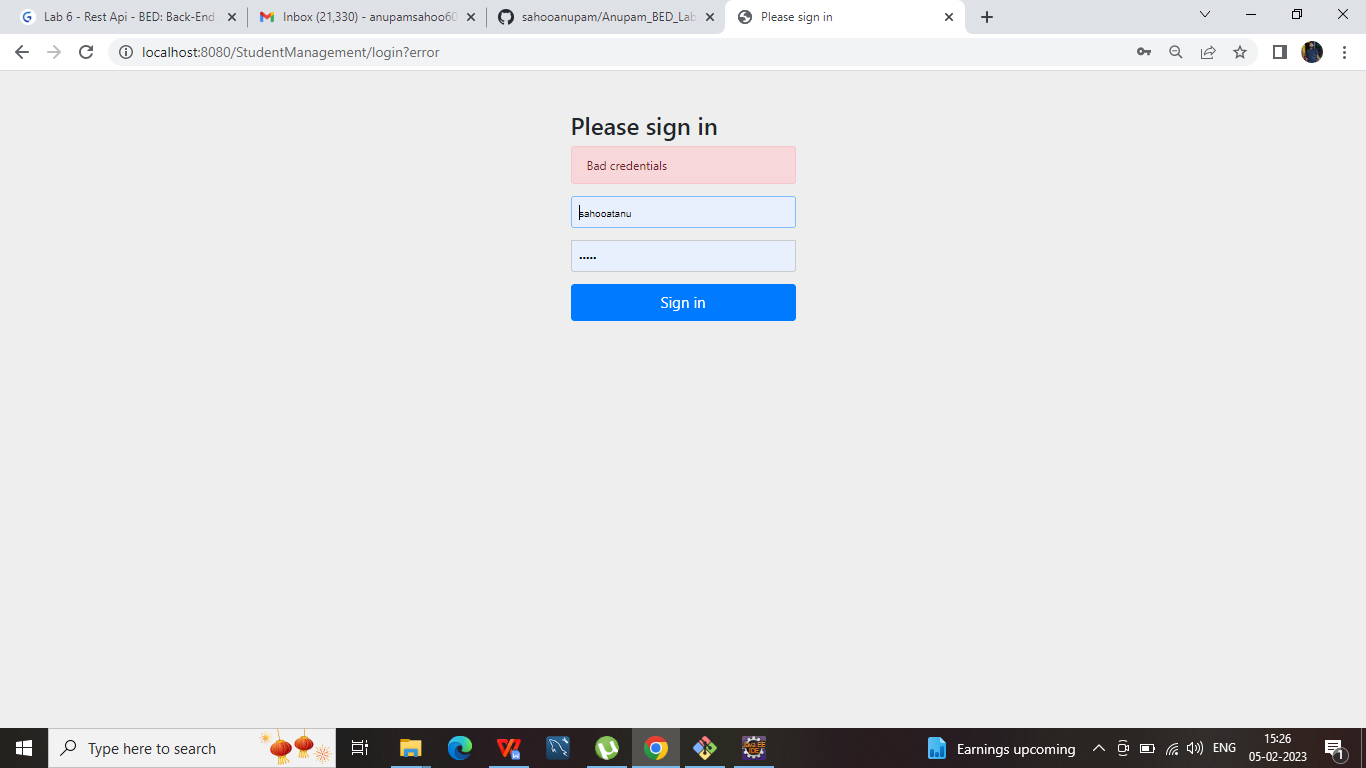 Lab 6 - Rest Api - BED: Back-End
Inbox (21,330) - anupamsahoo60
sahooanupam/Anupam_BED_Lab
Please sign in
localhost:8080/StudentManagement/login?error
Please sign in
Bad credentials
sahooatanu
•••••
Sign in
Type here to search
Earnings upcoming
ENG
15:26
05-02-2023
1